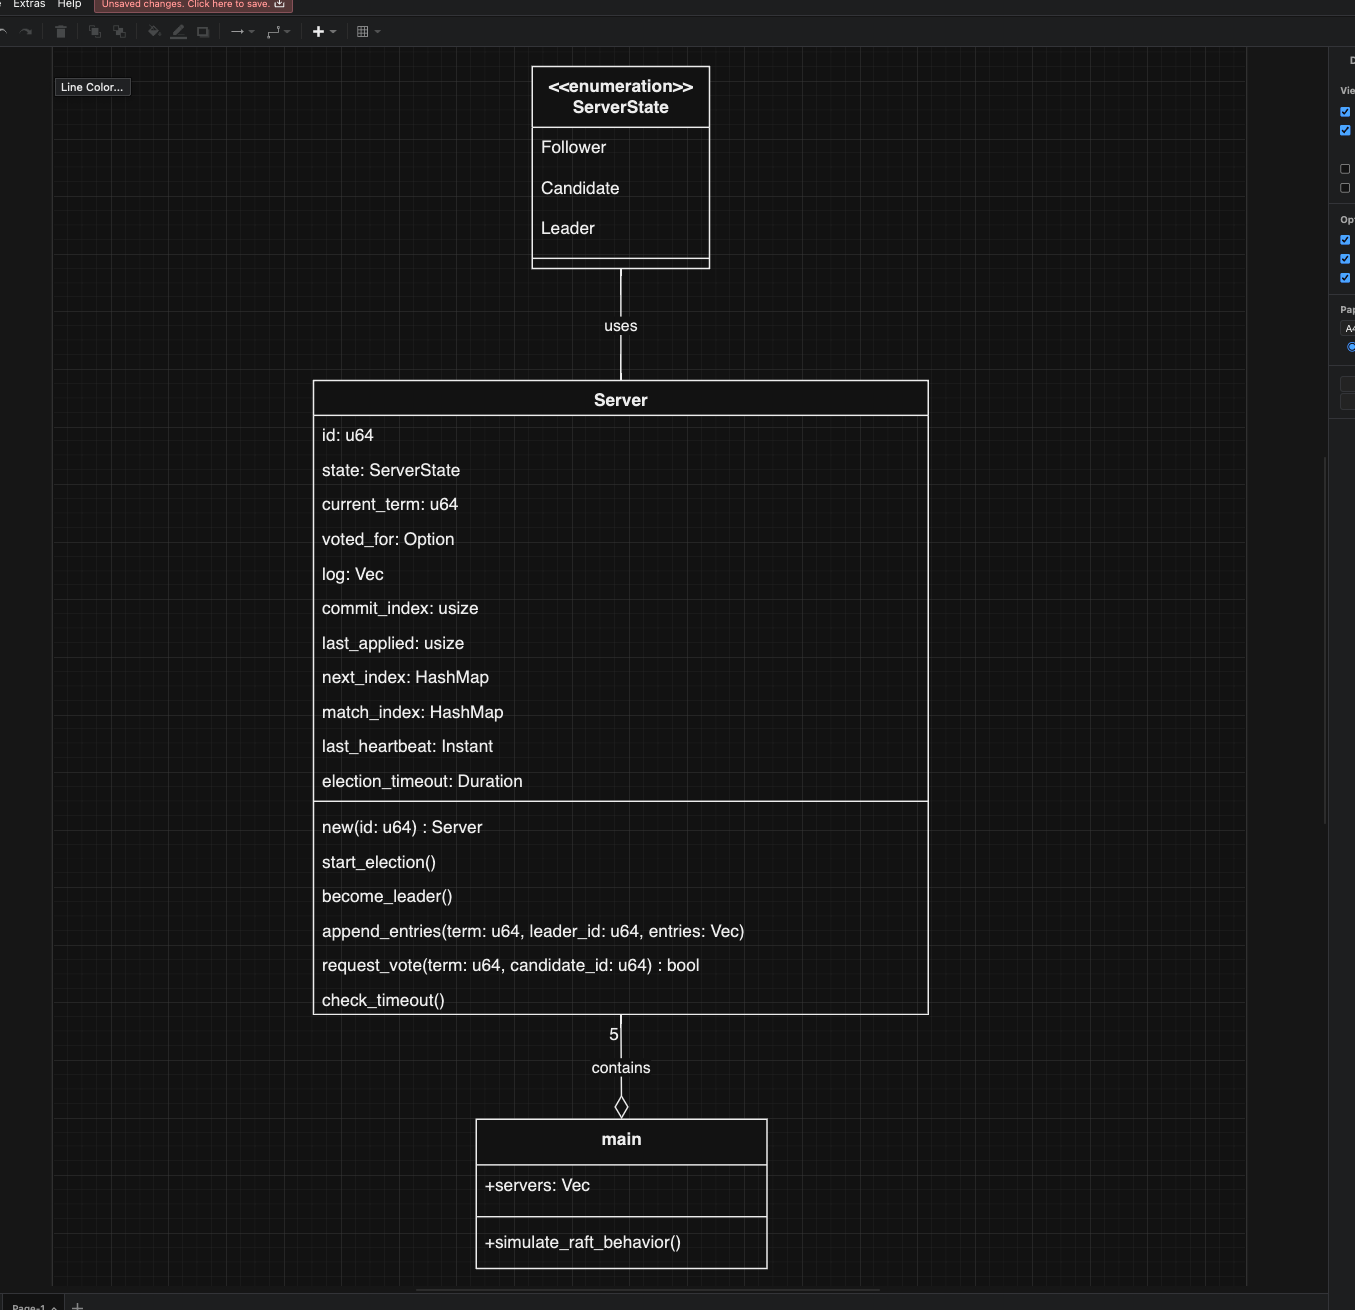 Extras Help Unsaved changes. Click here to save.
Line Color...
<<enumeration>>
ServerState
Follower
Candidate
Leader
uses
Server
id: u64
state: ServerState
current_term: u64
voted_for: Option
log: Vec
commit_index: usize
last_applied: usize
next_index: HashMap
match_index: HashMap
last_heartbeat: Instant
election_timeout: Duration
new(id: u64) : Server
start_election()
become_leader()
append_entries(term: u64, leader_id: u64, entries: Vec)
request_vote(term: u64, candidate_id: u64) : bool
check_timeout()
5
contains
main
+servers: Vec
+simulate_raft_behavior()
Page-1